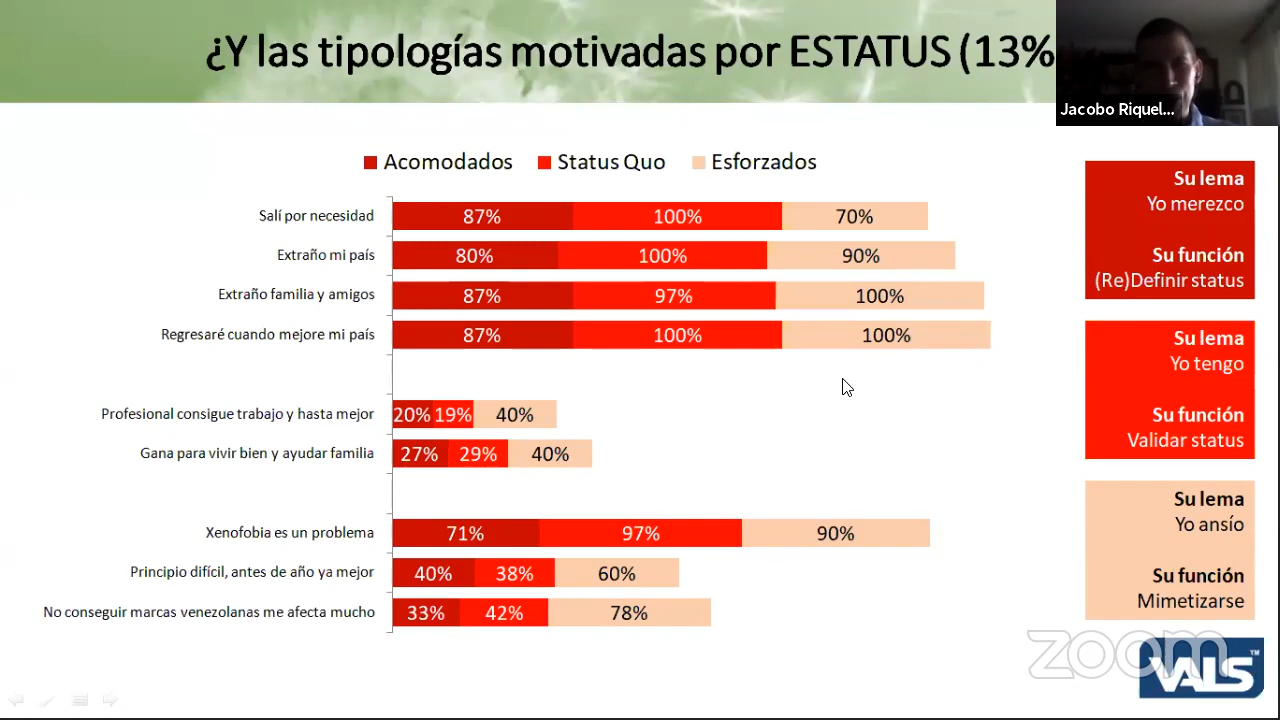 ¿Y las tipologías motivadas por ESTATUS (13%
Jacobo Riquel...
Acomodados Status Quo Esforzados
Salí por necesidad 87% 100% 70%
Extraño mi país 80% 100% 90%
Extraño familia y amigos 87% 97% 100%
Regresaré cuando mejore mi país 87% 100% 100%
Profesional consigue trabajo y hasta mejor 20% 19% 40%
Gana para vivir bien y ayudar familia 27% 29% 40%
Xenofobia es un problema 71% 97% 90%
Principio difícil, antes de año ya mejor 40% 38% 60%
No conseguir marcas venezolanas me afecta mucho 33% 42% 78%
Su lema
Yo merezco
Su función
(Re)Definir status
Su lema
Yo tengo
Su función
Validar status
Su lema
Yo ansío
Su función
Mimetizarse
zoom
VALS™